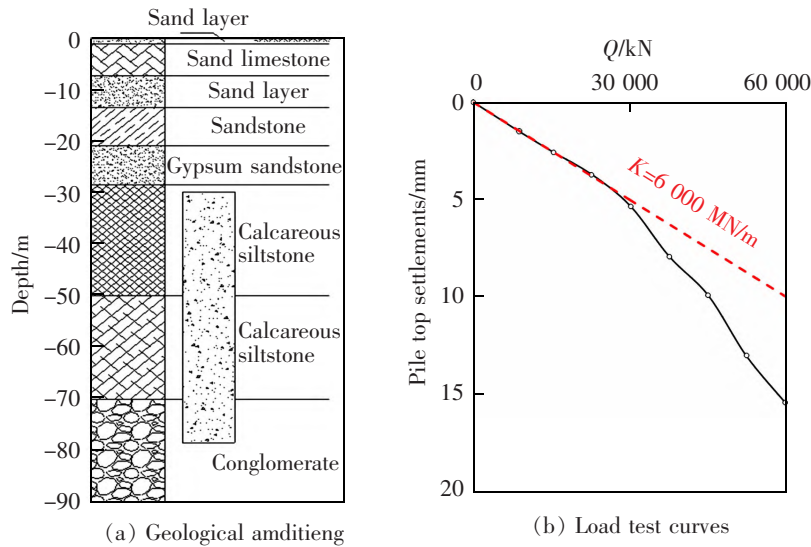 Sand layer
0
Sand limestone
-10
Sand layer
Sandstone
-20
Gypsum sandstone
-30
-40
Calcareous
siltstone
-50
-60
Calcareous
siltstone
-70
-80
Conglomerate
-90
Depth/m
(a) Geological amditieng
Q/kN
0 30 000 60 000
0
5
10
15
20
Pile top settlements/mm
K=6 000 MN/m
(b) Load test curves